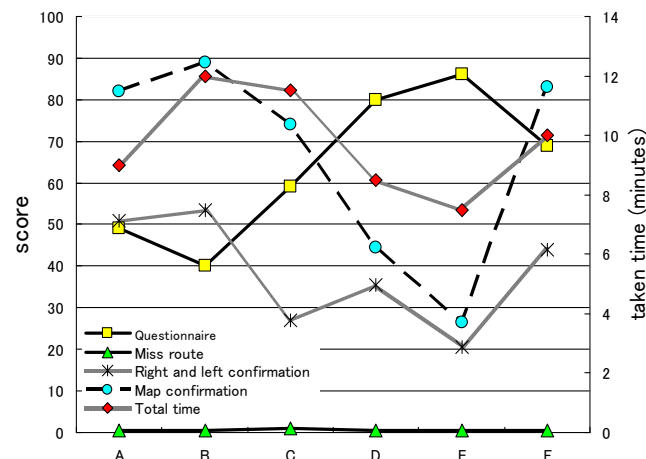 100
90
80
70
60
50
40
30
20
10
0
score
14
12
10
8
6
4
2
0
taken time (minutes)
Questionnaire
Miss route
Right and left confirmation
Map confirmation
Total time
A B C D E F